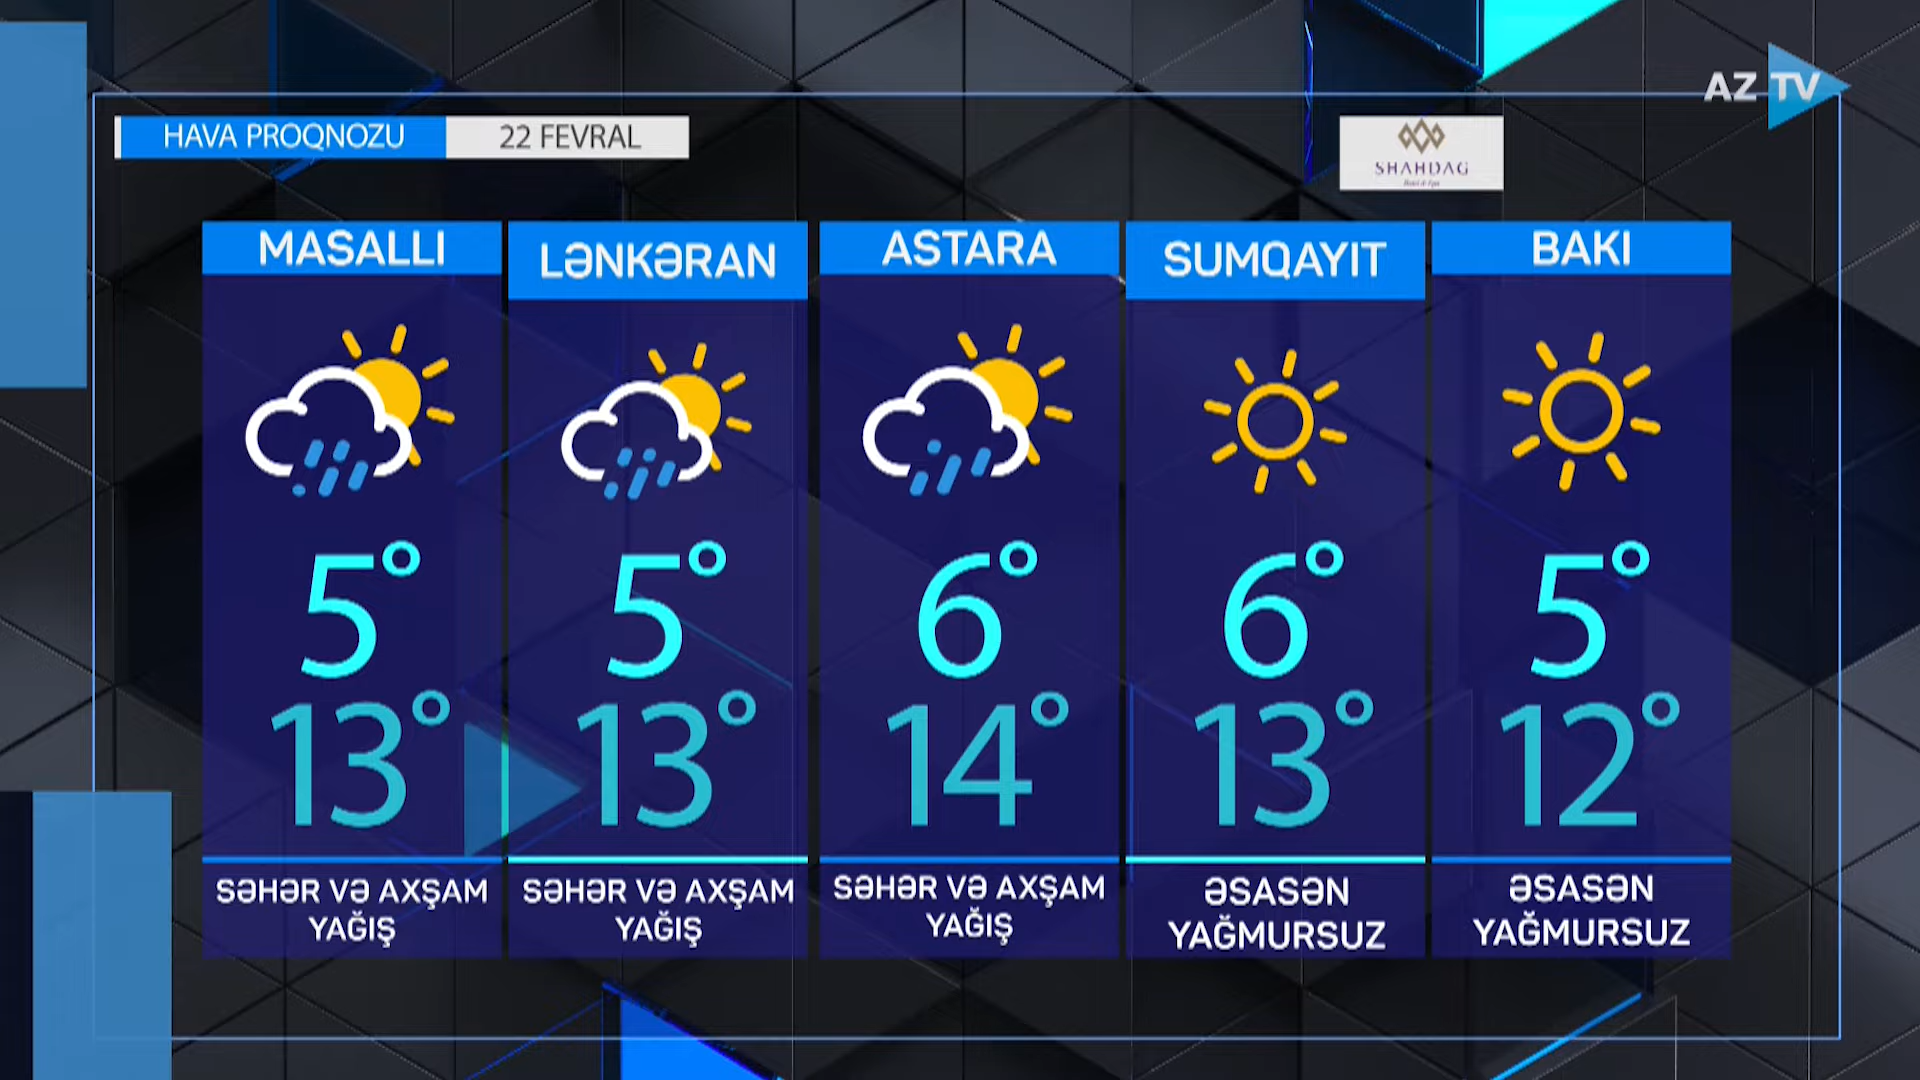 AZ TV
HAVA PROQNOZU
22 FEVRAL
SHAHDAG
Hotel & Spa
MASALLI
5°
13°
SƏHƏR VƏ AXŞAM
YAĞIŞ
LƏNKƏRAN
5°
13°
SƏHƏR VƏ AXŞAM
YAĞIŞ
ASTARA
6°
14°
SƏHƏR VƏ AXŞAM
YAĞIŞ
SUMQAYIT
6°
13°
ƏSASƏN
YAĞMURSUZ
BAKI
5°
12°
ƏSASƏN
YAĞMURSUZ